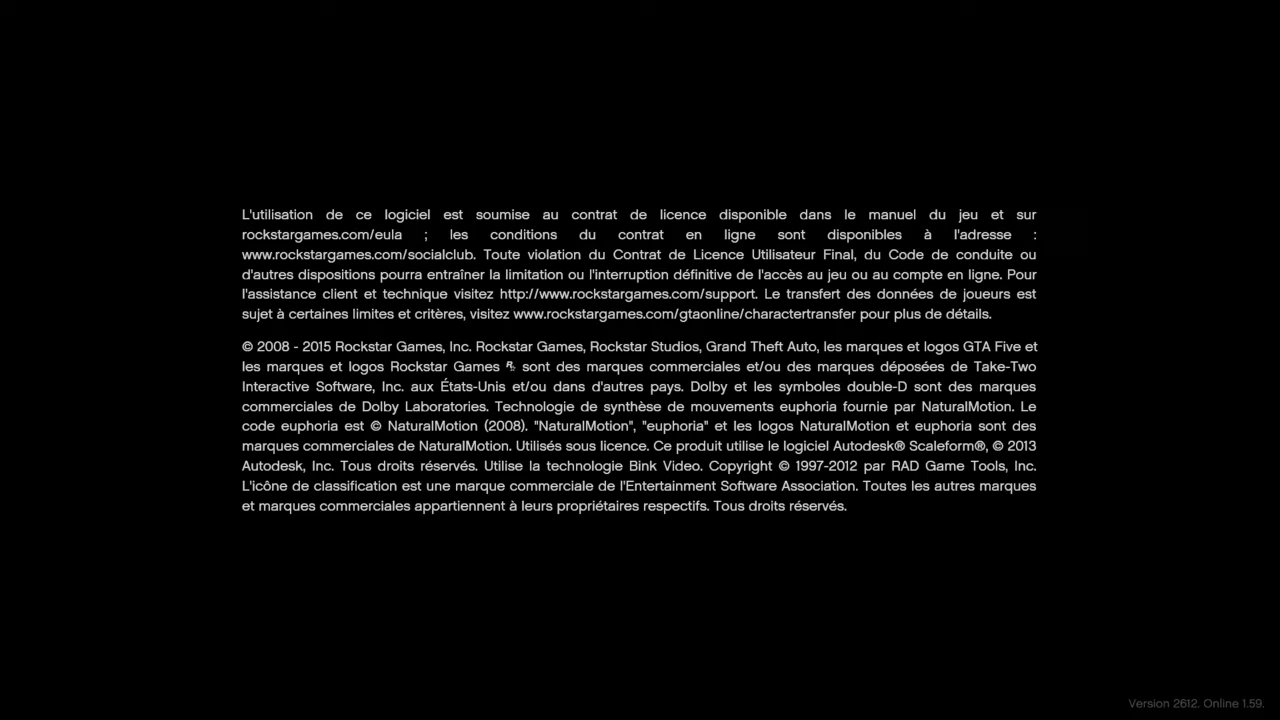 L'utilisation de ce logiciel est soumise au contrat de licence disponible dans le manuel du jeu et sur
rockstargames.com/eula ; les conditions du contrat en ligne sont disponibles à l'adresse :
www.rockstargames.com/socialclub. Toute violation du Contrat de Licence Utilisateur Final, du Code de conduite ou
d'autres dispositions pourra entraîner la limitation ou l'interruption définitive de l'accès au jeu ou au compte en ligne. Pour
l'assistance client et technique visitez http://www.rockstargames.com/support. Le transfert des données de joueurs est
sujet à certaines limites et critères, visitez www.rockstargames.com/gtaonline/charactertransfer pour plus de détails.
© 2008 - 2015 Rockstar Games, Inc. Rockstar Games, Rockstar Studios, Grand Theft Auto, les marques et logos GTA Five et
les marques et logos Rockstar Games R* sont des marques commerciales et/ou des marques déposées de Take-Two
Interactive Software, Inc. aux États-Unis et/ou dans d'autres pays. Dolby et les symboles double-D sont des marques
commerciales de Dolby Laboratories. Technologie de synthèse de mouvements euphoria fournie par NaturalMotion. Le
code euphoria est © NaturalMotion (2008). "NaturalMotion", "euphoria" et les logos NaturalMotion et euphoria sont des
marques commerciales de NaturalMotion. Utilisés sous licence. Ce produit utilise le logiciel Autodesk® Scaleform®, © 2013
Autodesk, Inc. Tous droits réservés. Utilise la technologie Bink Video. Copyright © 1997-2012 par RAD Game Tools, Inc.
L'icône de classification est une marque commerciale de l'Entertainment Software Association. Toutes les autres marques
et marques commerciales appartiennent à leurs propriétaires respectifs. Tous droits réservés.
Version 2612. Online 1.59.